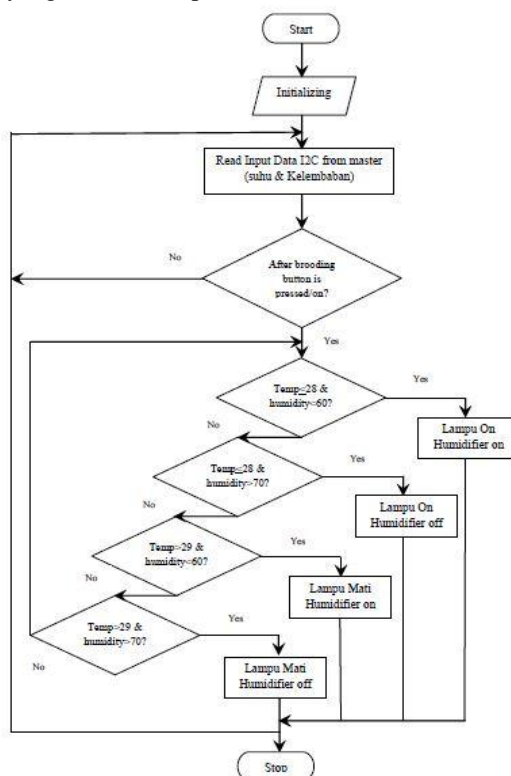 Start
Initializing
Read Input Data I2C from master
(suhu & Kelembaban)
No
After brooding
button is
pressed/on?
Yes
Temp≤28 &
humidity<60?
Yes
Lampu On
Humidifier on
No
Temp≤28 &
humidity>70?
Yes
Lampu On
Humidifier off
No
Temp>29 &
humidity<60?
Yes
Lampu Mati
Humidifier on
No
Temp>29 &
humidity>70?
Yes
Lampu Mati
Humidifier off
No
Stop